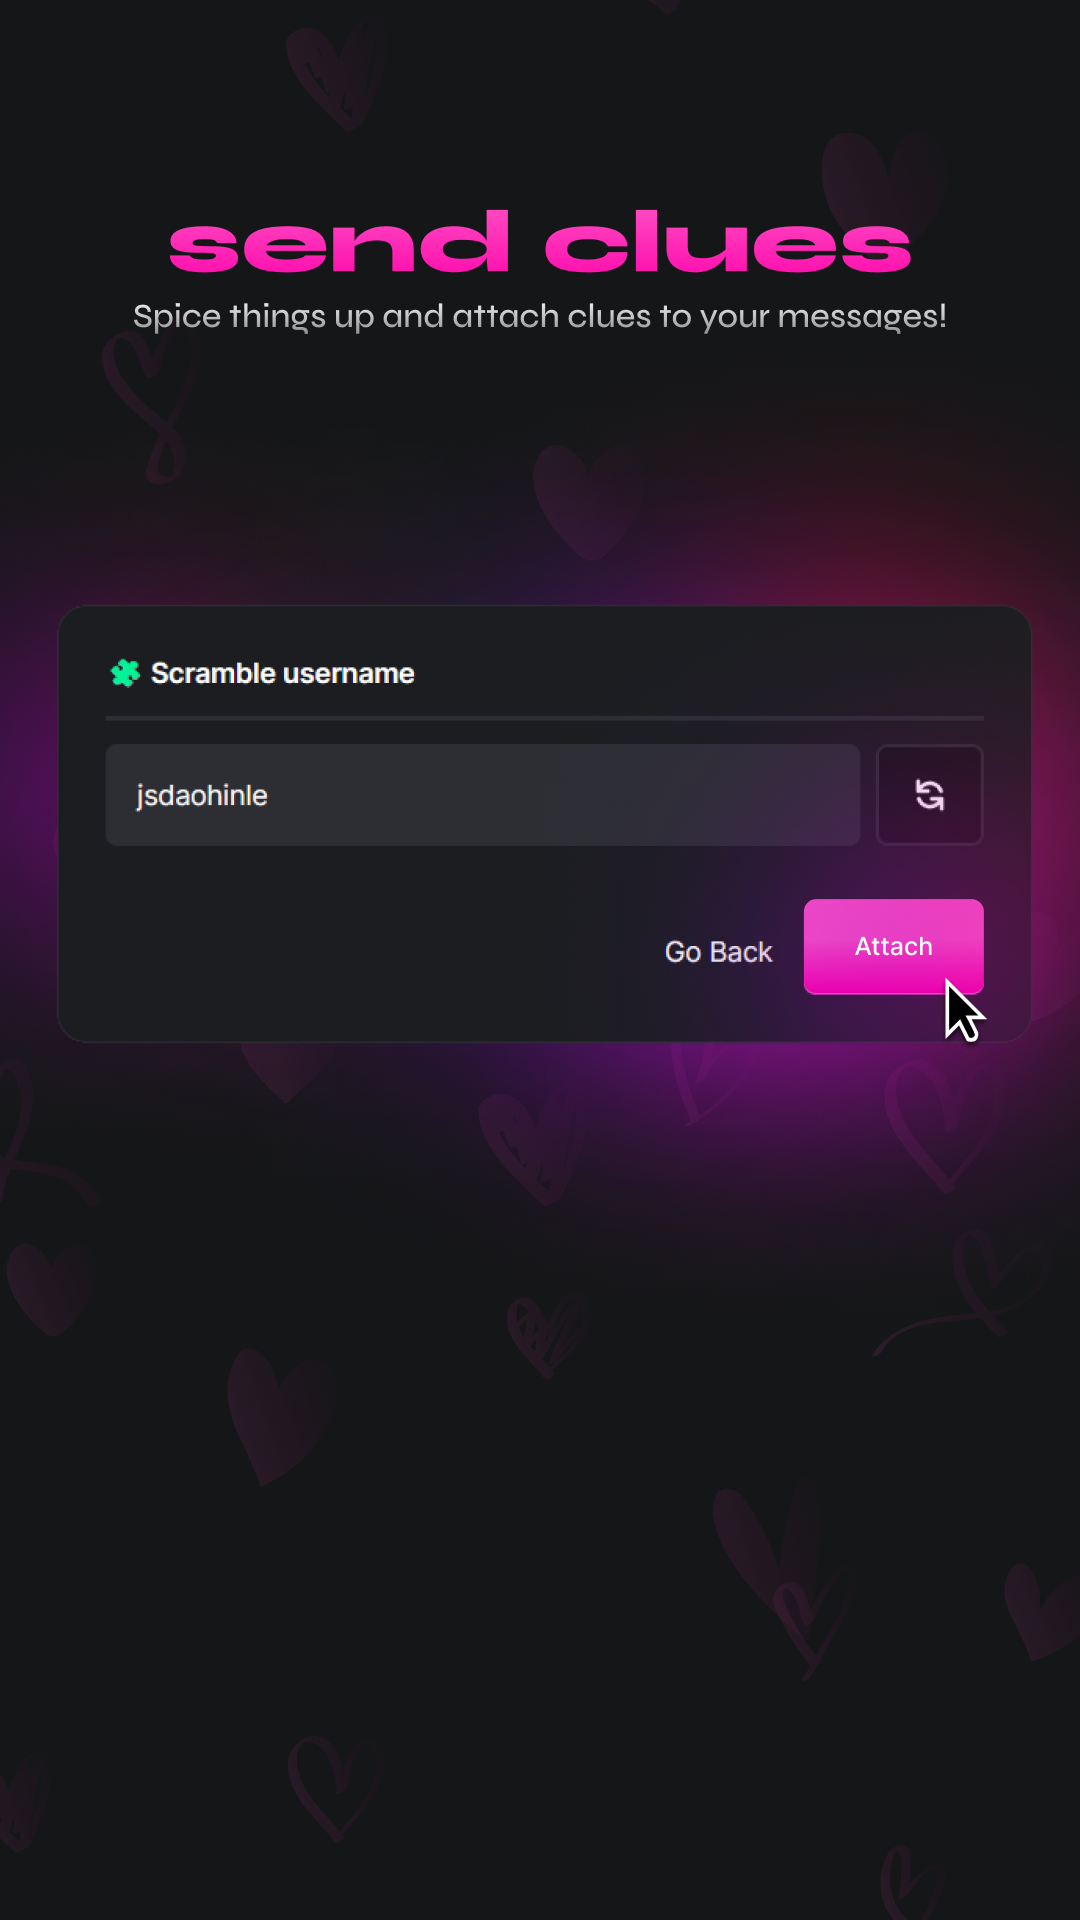 send clues
Spice things up and attach clues to your messages!
Scramble username
jsdaohinle
Go Back
Attach